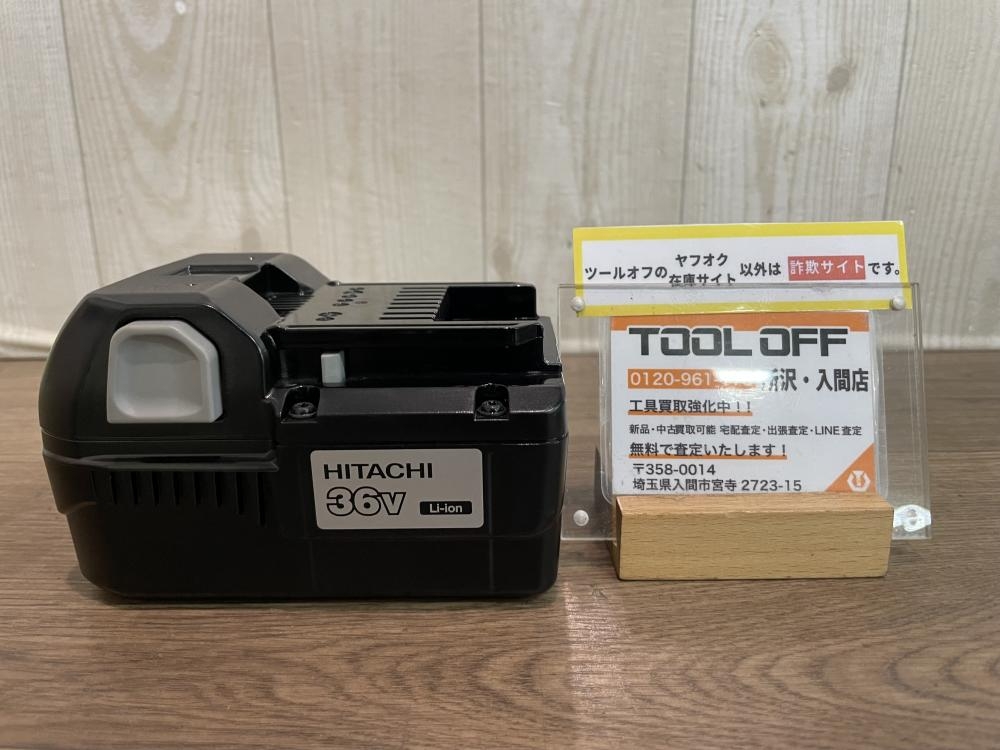 HITACHI
36V
Li-ion
ツールオフの ヤフオク 在庫サイト 以外は 詐欺サイト です。
TOOL OFF
0120-961 所沢・入間店
工具買取強化中!!
新品・中古買取可能 宅配査定・出張査定・LINE査定
無料で査定いたします!
〒358-0014
埼玉県入間市宮寺 2723-15